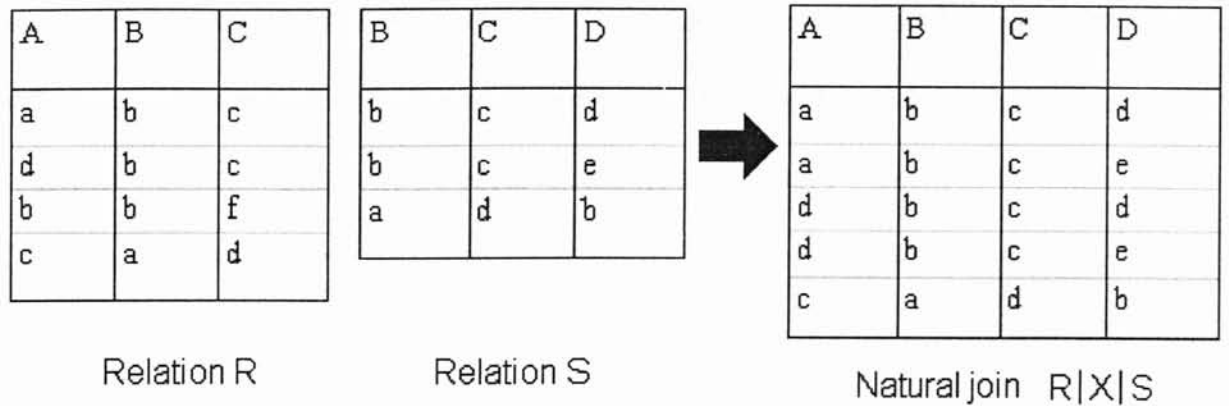 A B C
a b c
d b c
b b f
c a d
Relation R
B C D
b c d
b c e
a d b
Relation S
A B C D
a b c d
a b c e
d b c d
d b c e
c a d b
Natural join R|X|S